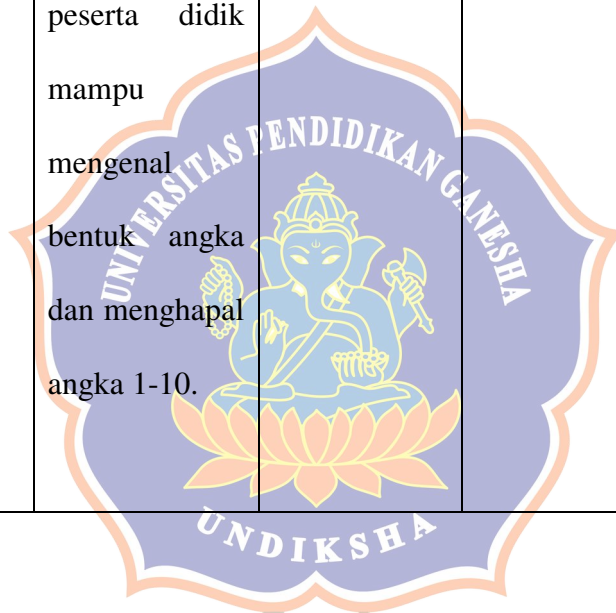 peserta didik
mampu
mengenal
bentuk angka
dan menghapal
angka 1-10.
UNIVERSITAS PENDIDIKAN GANESHA
UNDIKSHA